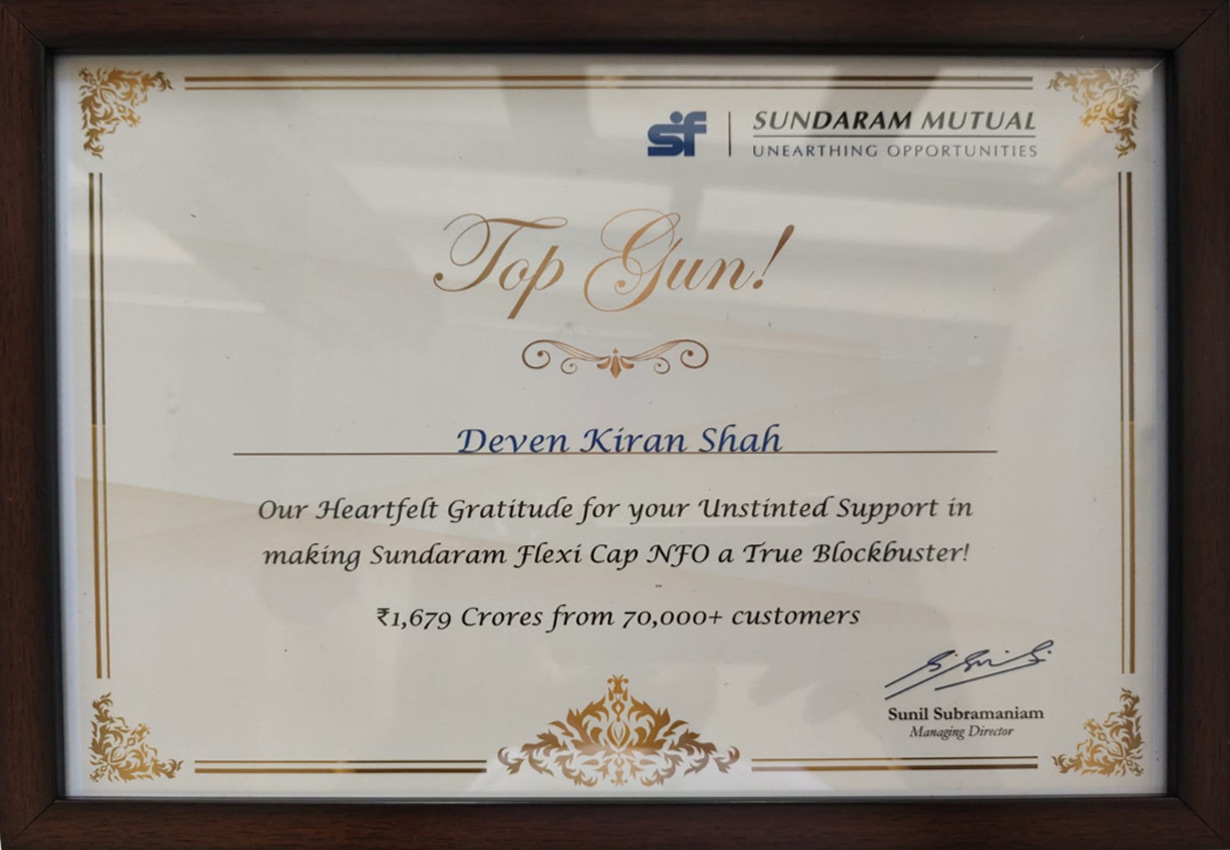 sf | SUNDARAM MUTUAL
UNEARTHING OPPORTUNITIES
Top Gun!
Deven Kiran Shah
Our Heartfelt Gratitude for your Unstinted Support in
making Sundaram Flexi Cap NFO a True Blockbuster!
₹1,679 Crores from 70,000+ customers
Sunil Subramaniam
Managing Director